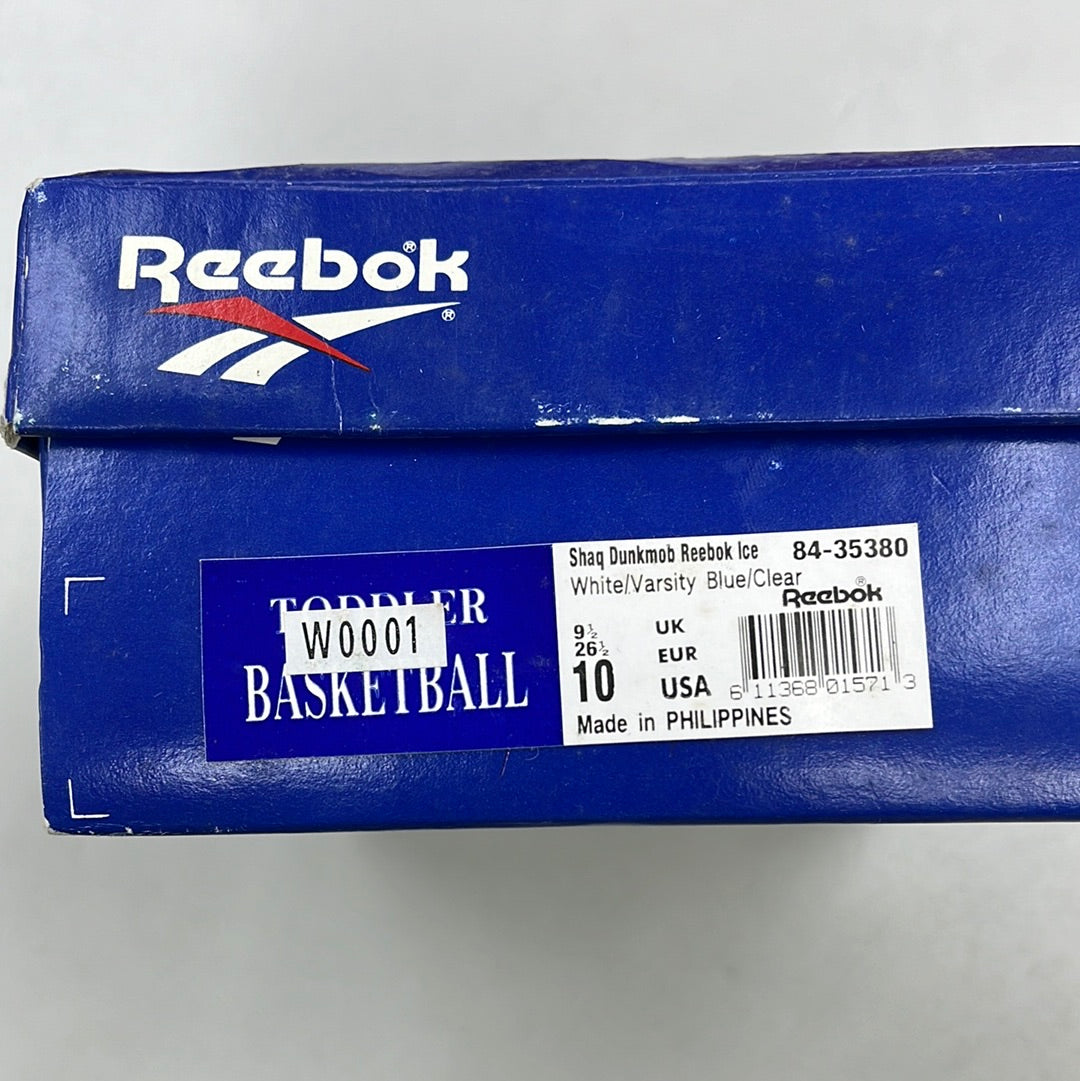 Reebok®
®
TODDLER
W0001
BASKETBALL
Shaq Dunkmob Reebok Ice 84-35380
White/Varsity Blue/Clear
Reebok®
9½ UK
26½ EUR
10 USA
6 11368 01571 3
Made in PHILIPPINES